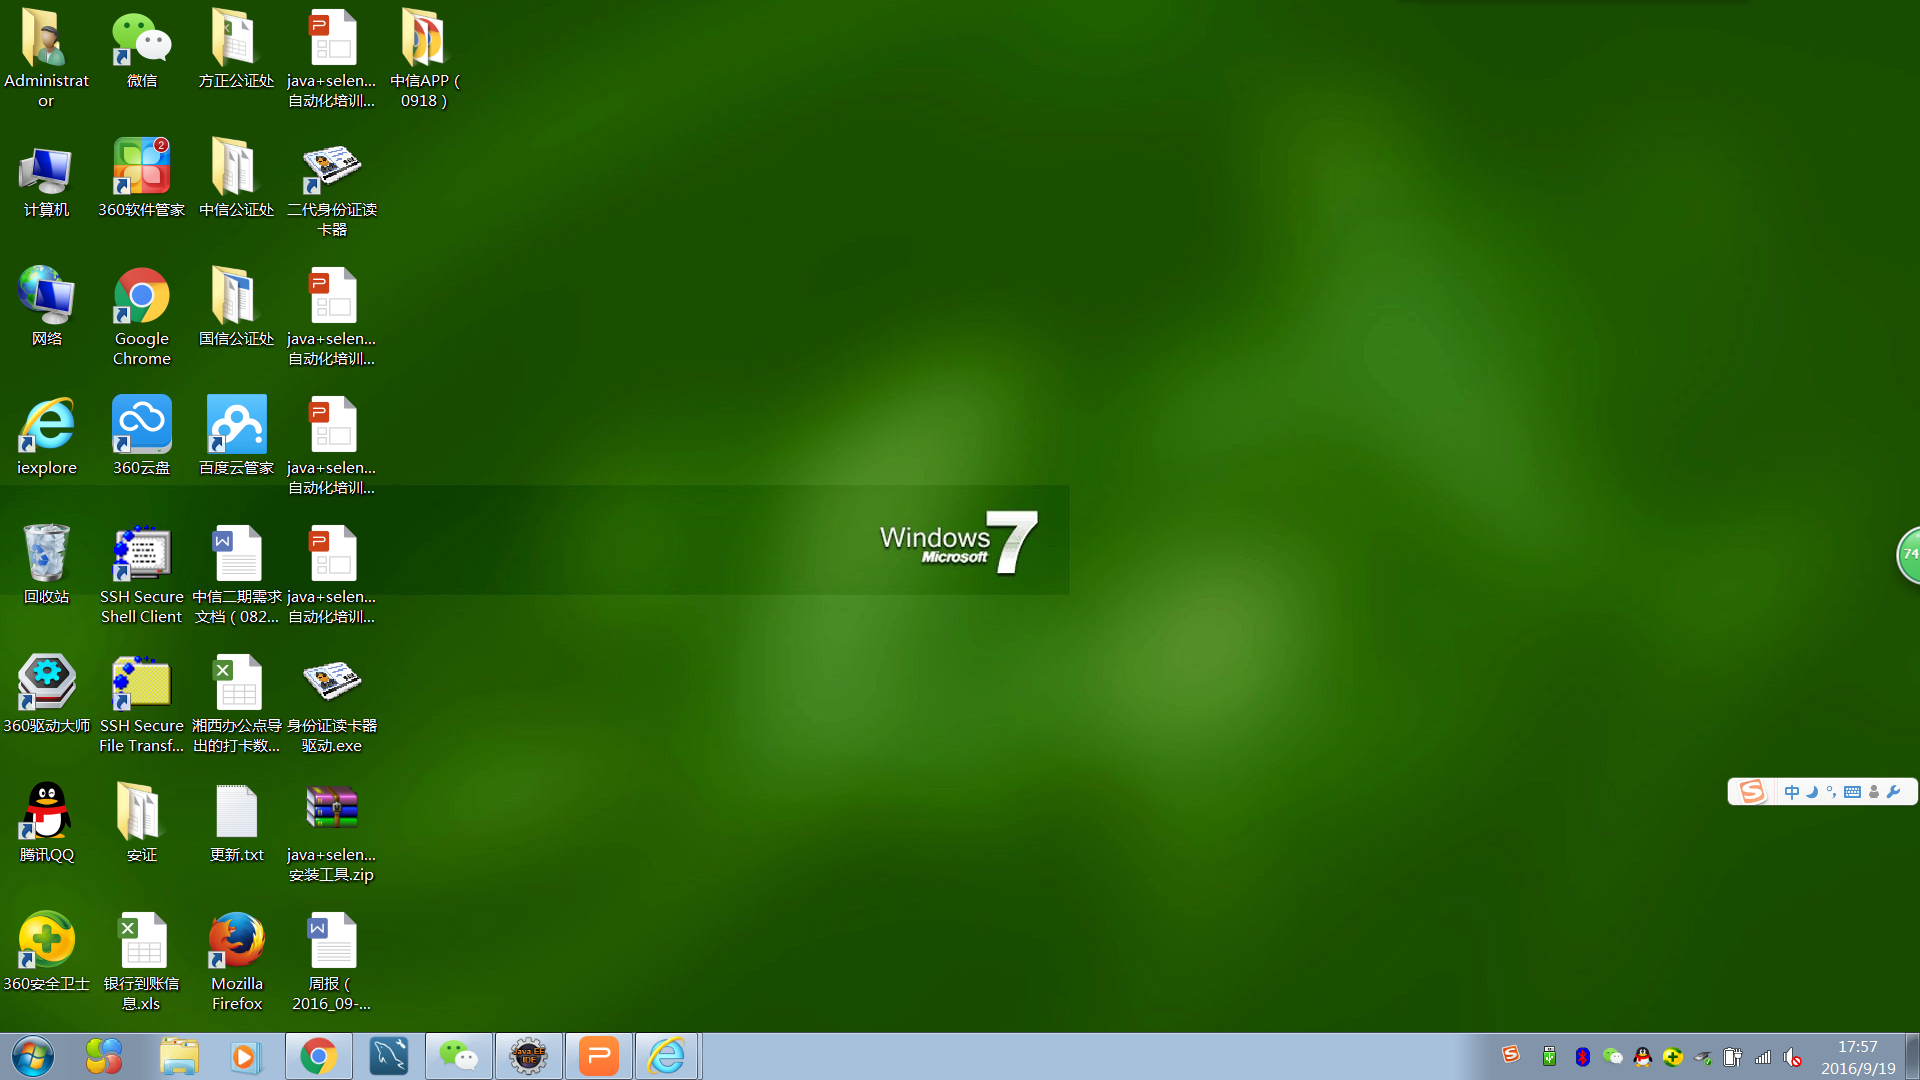 Administrat
or
微信
方正公证处
java+selen...
自动化培训...
中信APP（
0918）
计算机
2
360软件管家
中信公证处
二代身份证读
卡器
网络
Google
Chrome
国信公证处
java+selen...
自动化培训...
iexplore
360云盘
百度云管家
java+selen...
自动化培训...
回收站
SSH Secure
Shell Client
中信二期需求
文档（082...
java+selen...
自动化培训...
Windows 7
Microsoft
74
360驱动大师
SSH Secure
File Transf...
湘西办公点导
出的打卡数...
身份证读卡器
驱动.exe
中
腾讯QQ
安证
更新.txt
java+selen...
安装工具.zip
360安全卫士
银行到账信
息.xls
Mozilla
Firefox
周报（
2016_09-...
Java EE
IDE
17:57
2016/9/19